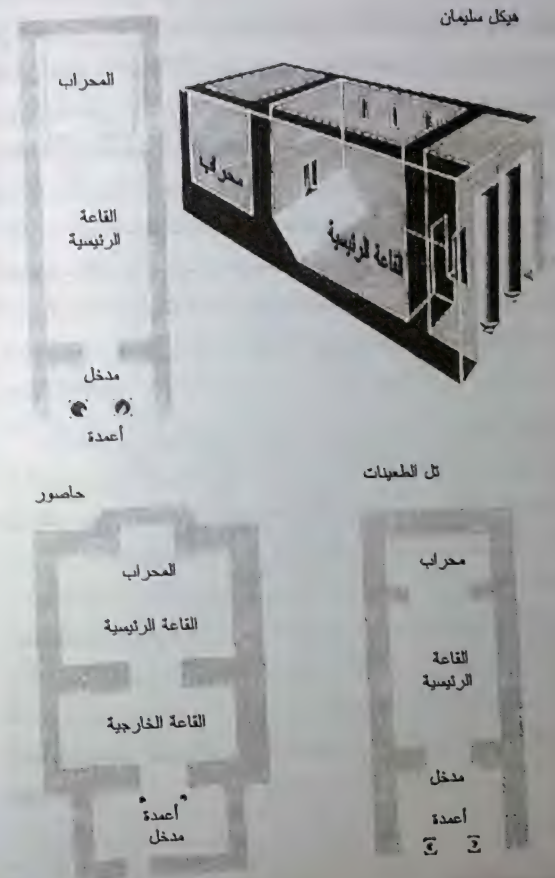 هيكل سليمان
المحراب
القاعة
الرئيسية
مدخل
أعمدة
محراب
القاعة الرئيسية
حاصور
المحراب
القاعة الرئيسية
القاعة الخارجية
أعمدة
مدخل
تل الطعينات
محراب
القاعة
الرئيسية
مدخل
أعمدة